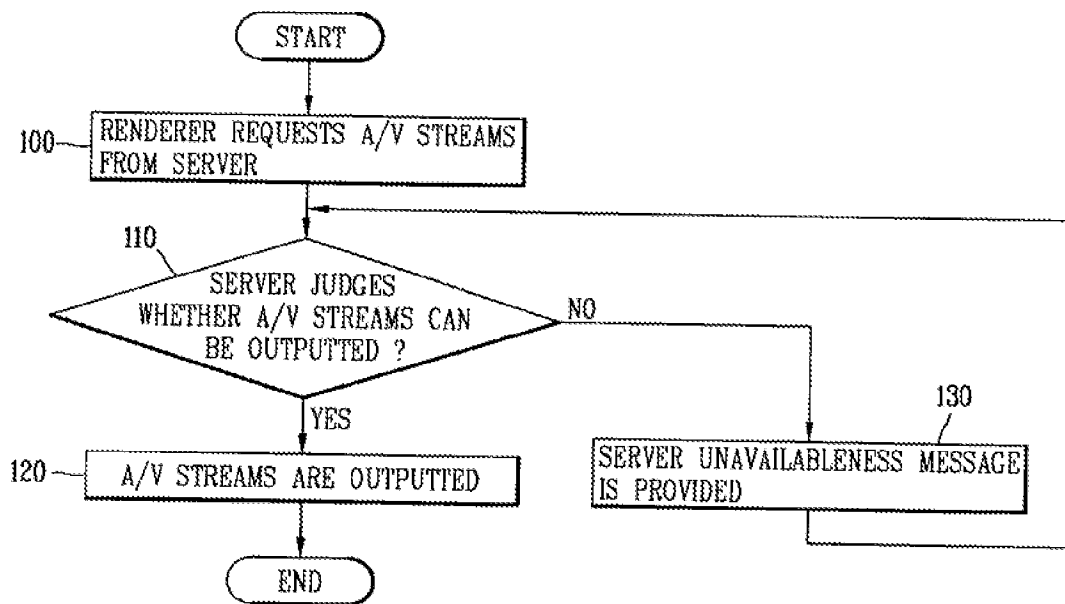 START
100
RENDERER REQUESTS A/V STREAMS
FROM SERVER
110
SERVER JUDGES
WHETHER A/V STREAMS CAN
BE OUTPUTTED ?
NO
YES
130
SERVER UNAVAILABLENESS MESSAGE
IS PROVIDED
120
A/V STREAMS ARE OUTPUTTED
END